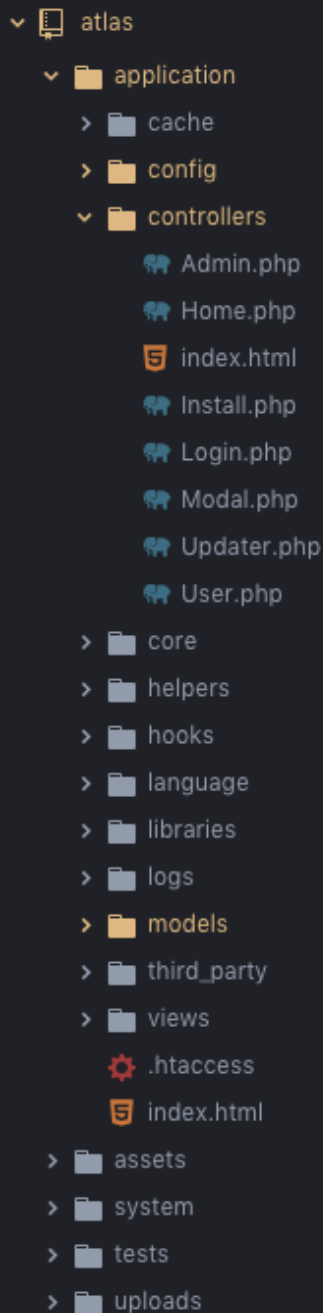 atlas
application
cache
config
controllers
Admin.php
Home.php
index.html
Install.php
Login.php
Modal.php
Updater.php
User.php
core
helpers
hooks
language
libraries
logs
models
third_party
views
.htaccess
index.html
assets
system
tests
uploads